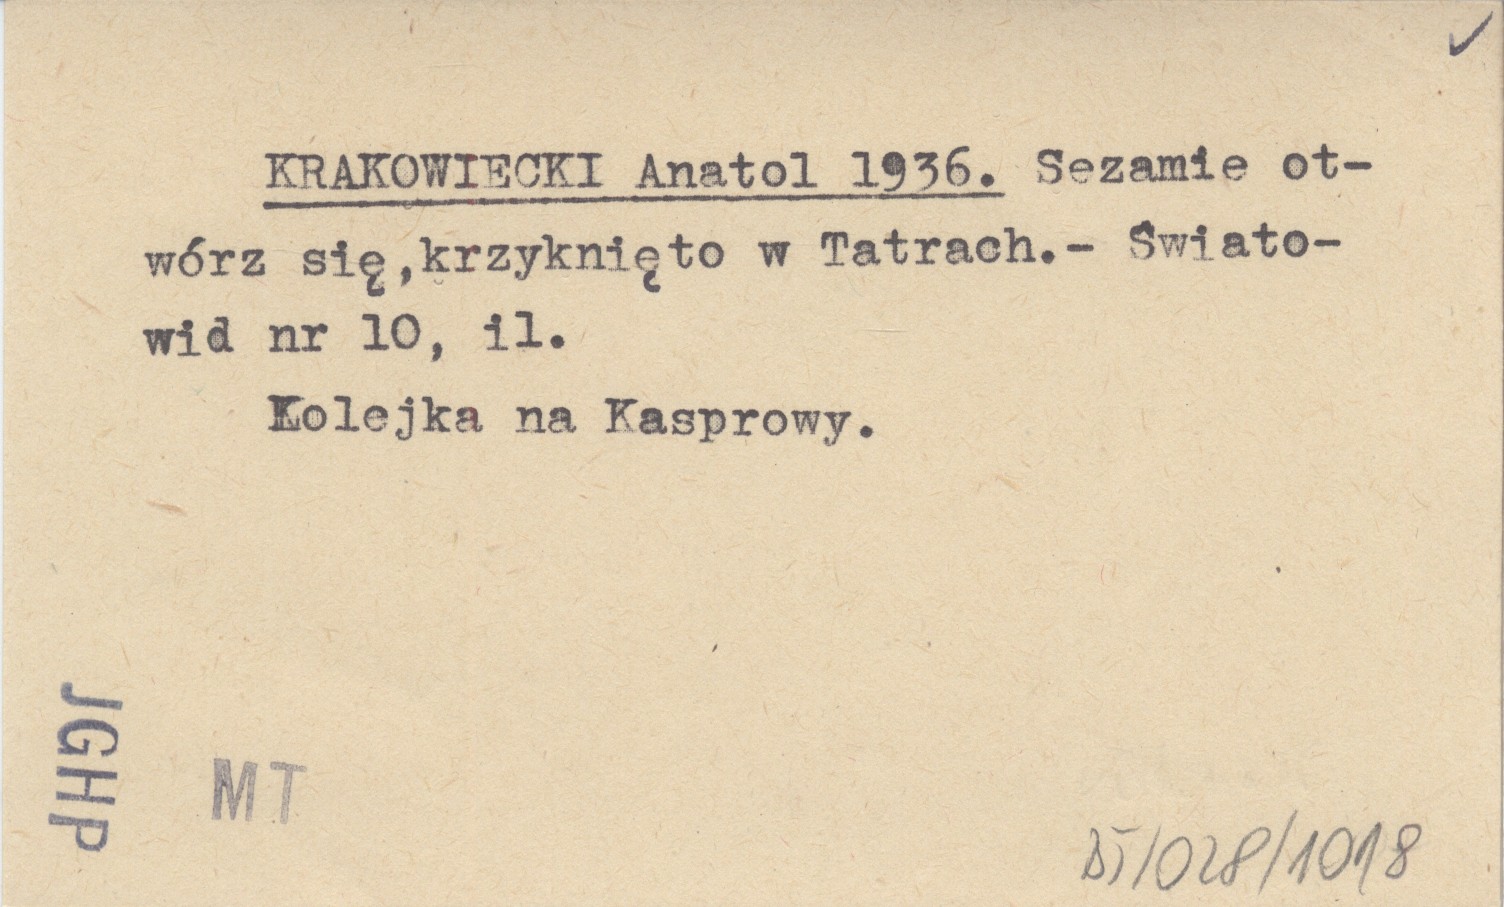 KRAKOWIECKI Anatol 1936. Sezamie ot-
wórz się,krzyknięto w Tatrach.- Świato-
wid nr 10, il.
Kolejka na Kasprowy.
JGHP
MT
/028/1018